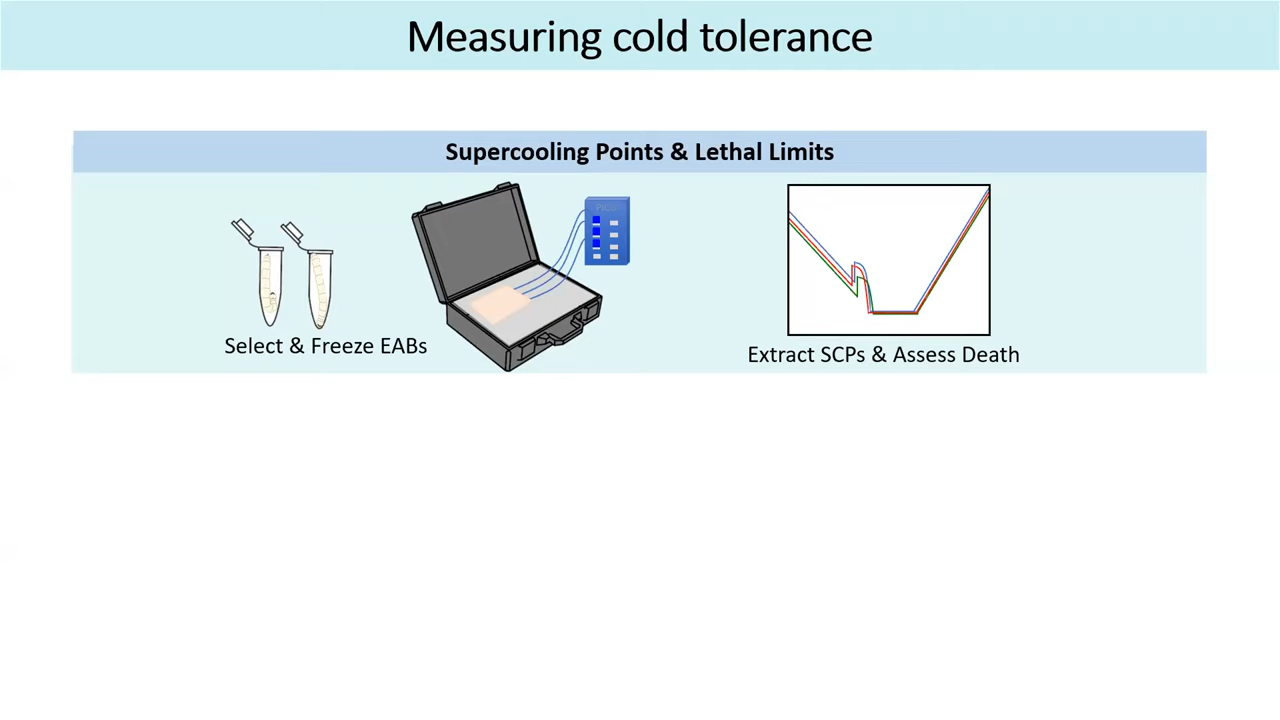 Measuring cold tolerance
Supercooling Points & Lethal Limits
Select & Freeze EABs
Extract SCPs & Assess Death